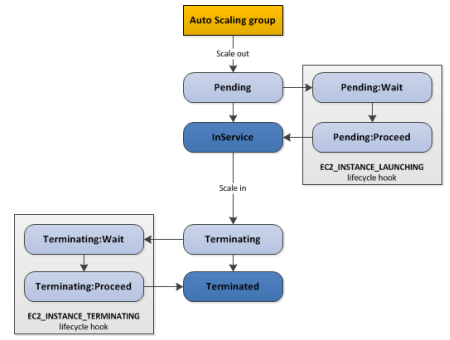 Auto Scaling group
Scale out
Pending
Pending:Wait
InService
Pending:Proceed
EC2_INSTANCE_LAUNCHING
lifecycle hook
Scale in
Terminating:Wait
Terminating
Terminating:Proceed
Terminated
EC2_INSTANCE_TERMINATING
lifecycle hook